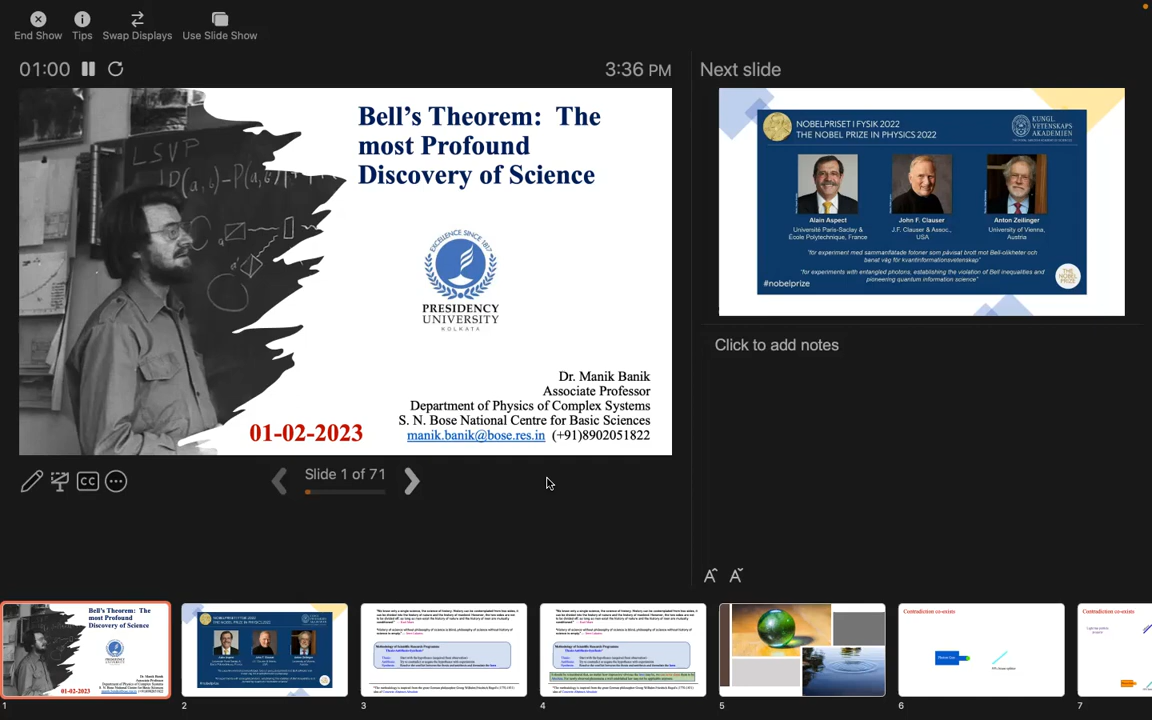 End Show
Tips
Swap Displays
Use Slide Show
01:00
3:36 PM
Next slide
LSVP
Bell's Theorem: The
most Profound
Discovery of Science
EXCELLENCE SINCE 1817
PRESIDENCY
UNIVERSITY
KOLKATA
Dr. Manik Banik
Associate Professor
Department of Physics of Complex Systems
S. N. Bose National Centre for Basic Sciences
manik.banik@bose.res.in (+91)8902051822
01-02-2023
NOBELPRISET I FYSIK 2022
THE NOBEL PRIZE IN PHYSICS 2022
KUNGL.
VETENSKAPS
AKADEMIEN
Alain Aspect
Université Paris-Saclay &
École Polytechnique, France
John F. Clauser
J.F. Clauser & Assoc.,
USA
Anton Zeilinger
University of Vienna,
Austria
"för experiment med sammanflätade fotoner som påvisat brott mot Bell-olikheter och
benat väg för kvantinformationsvetenskap"
"for experiments with entangled photons, establishing the violation of Bell inequalities and
pioneering quantum information science"
#nobelprize
THE
NOBEL
PRIZE
Click to add notes
CC
Slide 1 of 71
Bell's Theorem: The
most Profound
Discovery of Science
01-02-2023
Contradiction co-exists
Contradiction co-exists
1
2
3
4
5
6
7